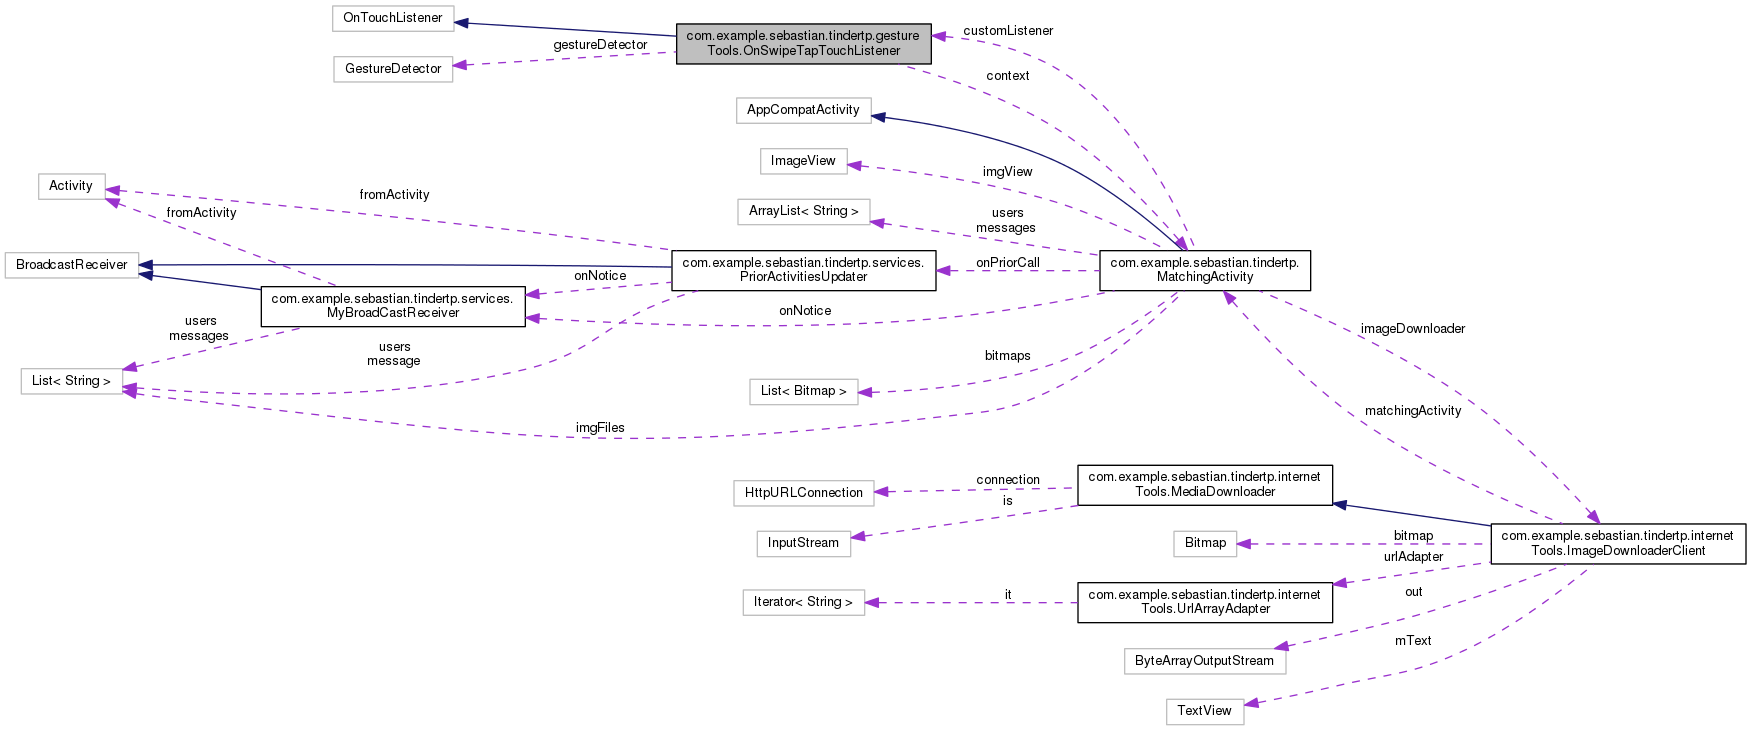 OnTouchListener
com.example.sebastian.tindertp.gesture
Tools.OnSwipeTapTouchListener
customListener
gestureDetector
GestureDetector
context
AppCompatActivity
ImageView
imgView
Activity
fromActivity
fromActivity
ArrayList< String >
users
messages
BroadcastReceiver
com.example.sebastian.tindertp.services.
PriorActivitiesUpdater
onPriorCall
com.example.sebastian.tindertp.
MatchingActivity
onNotice
com.example.sebastian.tindertp.services.
MyBroadCastReceiver
onNotice
users
messages
users
message
imageDownloader
List< String >
bitmaps
List< Bitmap >
imgFiles
matchingActivity
connection
com.example.sebastian.tindertp.internet
Tools.MediaDownloader
HttpURLConnection
is
InputStream
Bitmap
bitmap
com.example.sebastian.tindertp.internet
Tools.ImageDownloaderClient
urlAdapter
Iterator< String >
it
com.example.sebastian.tindertp.internet
Tools.UrlArrayAdapter
out
mText
ByteArrayOutputStream
TextView